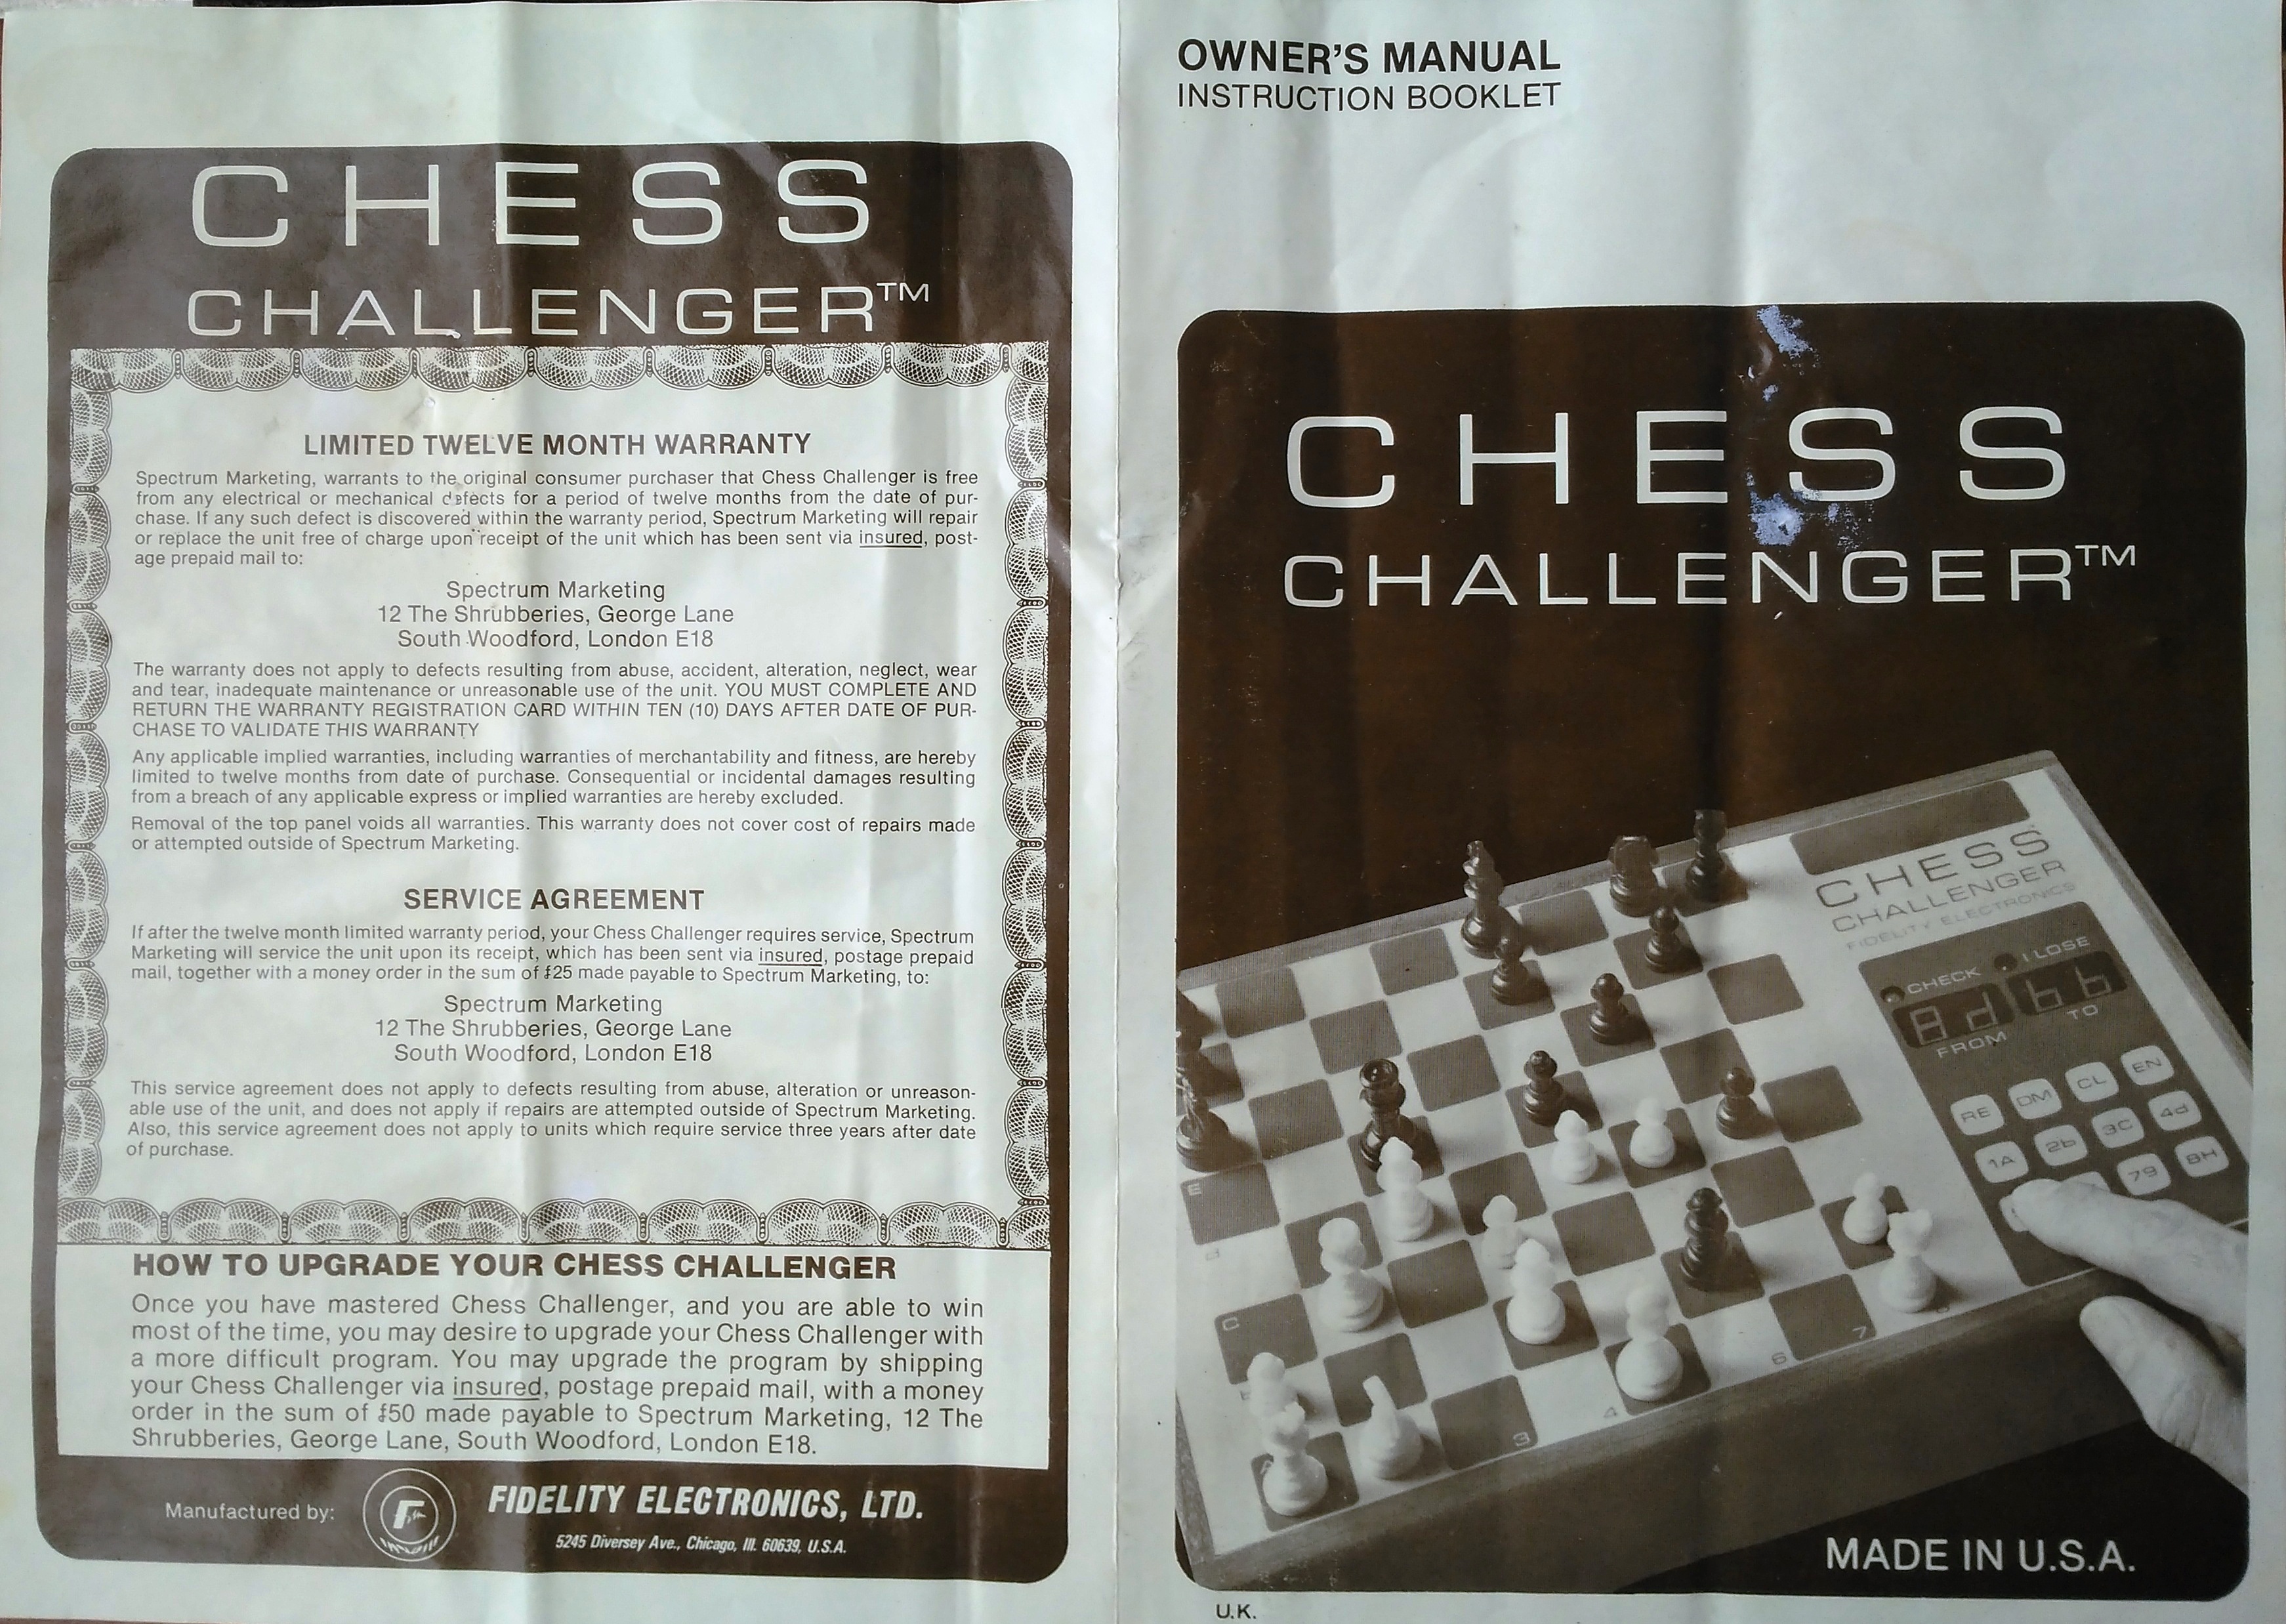 CHESS
CHALLENGER™
LIMITED TWELVE MONTH WARRANTY
Spectrum Marketing, warrants to the original consumer purchaser that Chess Challenger is free
from any electrical or mechanical defects for a period of twelve months from the date of pur-
chase. If any such defect is discovered within the warranty period, Spectrum Marketing will repair
or replace the unit free of charge upon receipt of the unit which has been sent via insured, post-
age prepaid mail to:
Spectrum Marketing
12 The Shrubberies, George Lane
South Woodford, London E18
The warranty does not apply to defects resulting from abuse, accident, alteration, neglect, wear
and tear, inadequate maintenance or unreasonable use of the unit. YOU MUST COMPLETE AND
RETURN THE WARRANTY REGISTRATION CARD WITHIN TEN (10) DAYS AFTER DATE OF PUR-
CHASE TO VALIDATE THIS WARRANTY
Any applicable implied warranties, including warranties of merchantability and fitness, are hereby
limited to twelve months from date of purchase. Consequential or incidental damages resulting
from a breach of any applicable express or implied warranties are hereby excluded.
Removal of the top panel voids all warranties. This warranty does not cover cost of repairs made
or attempted outside of Spectrum Marketing.
SERVICE AGREEMENT
If after the twelve month limited warranty period, your Chess Challenger requires service, Spectrum
Marketing will service the unit upon its receipt, which has been sent via insured, postage prepaid
mail, together with a money order in the sum of £25 made payable to Spectrum Marketing, to:
Spectrum Marketing
12 The Shrubberies, George Lane
South Woodford, London E18
This service agreement does not apply to defects resulting from abuse, alteration or unreason-
able use of the unit, and does not apply if repairs are attempted outside of Spectrum Marketing.
Also, this service agreement does not apply to units which require service three years after date
of purchase.
HOW TO UPGRADE YOUR CHESS CHALLENGER
Once you have mastered Chess Challenger, and you are able to win
most of the time, you may desire to upgrade your Chess Challenger with
a more difficult program. You may upgrade the program by shipping
your Chess Challenger via insured, postage prepaid mail, with a money
order in the sum of £50 made payable to Spectrum Marketing, 12 The
Shrubberies, George Lane, South Woodford, London E18.
Manufactured by:
F
FIDELITY ELECTRONICS, LTD.
5245 Diversey Ave., Chicago, Ill. 60639, U.S.A.
OWNER'S MANUAL
INSTRUCTION BOOKLET
CHESS
CHALLENGER™
CHESS
CHALLENGER
FIDELITY ELECTRONICS
CHECK I LOSE
FROM TO
RE DM CL EN
1A 2b 3C 4d
79 8H
E
C
A
3
4
6
7
MADE IN U.S.A.
U.K.